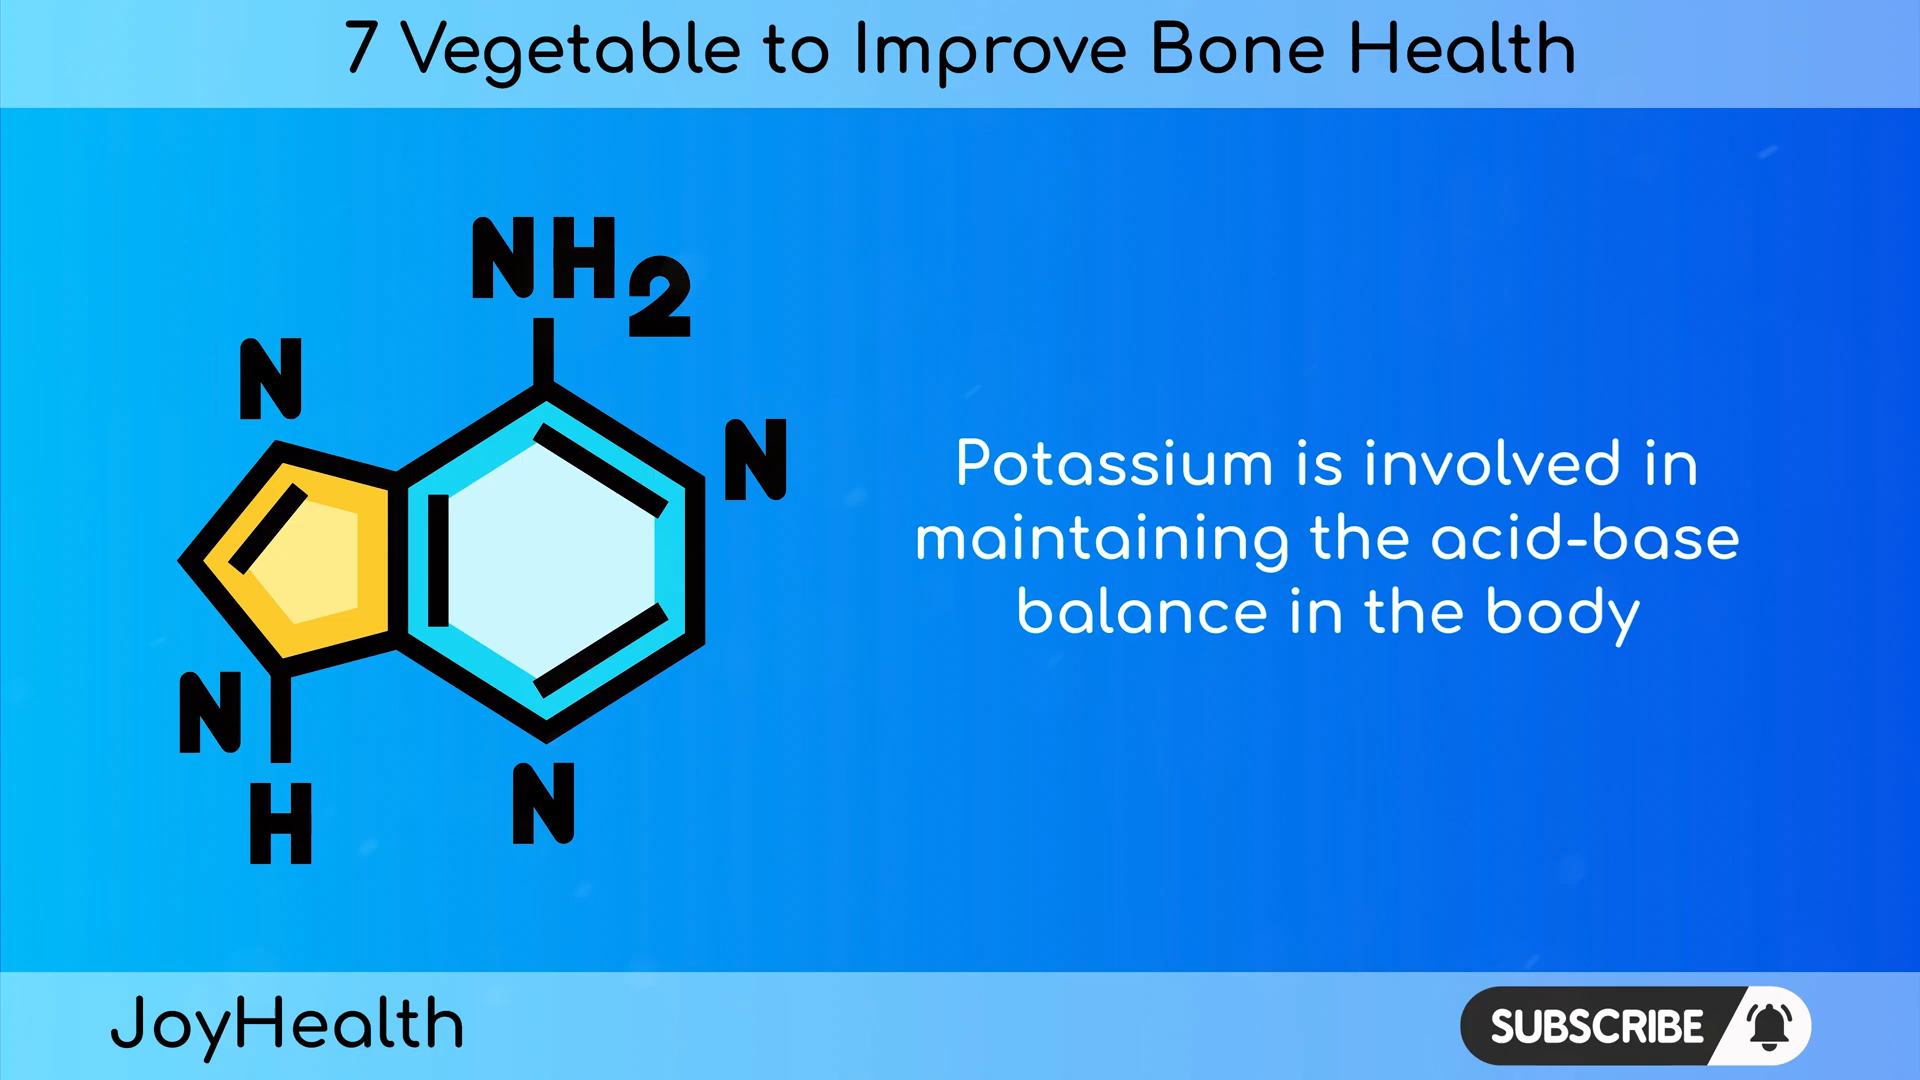 7 Vegetable to Improve Bone Health
NH2
N
N
N
H
N
Potassium is involved in
maintaining the acid-base
balance in the body
JoyHealth
SUBSCRIBE